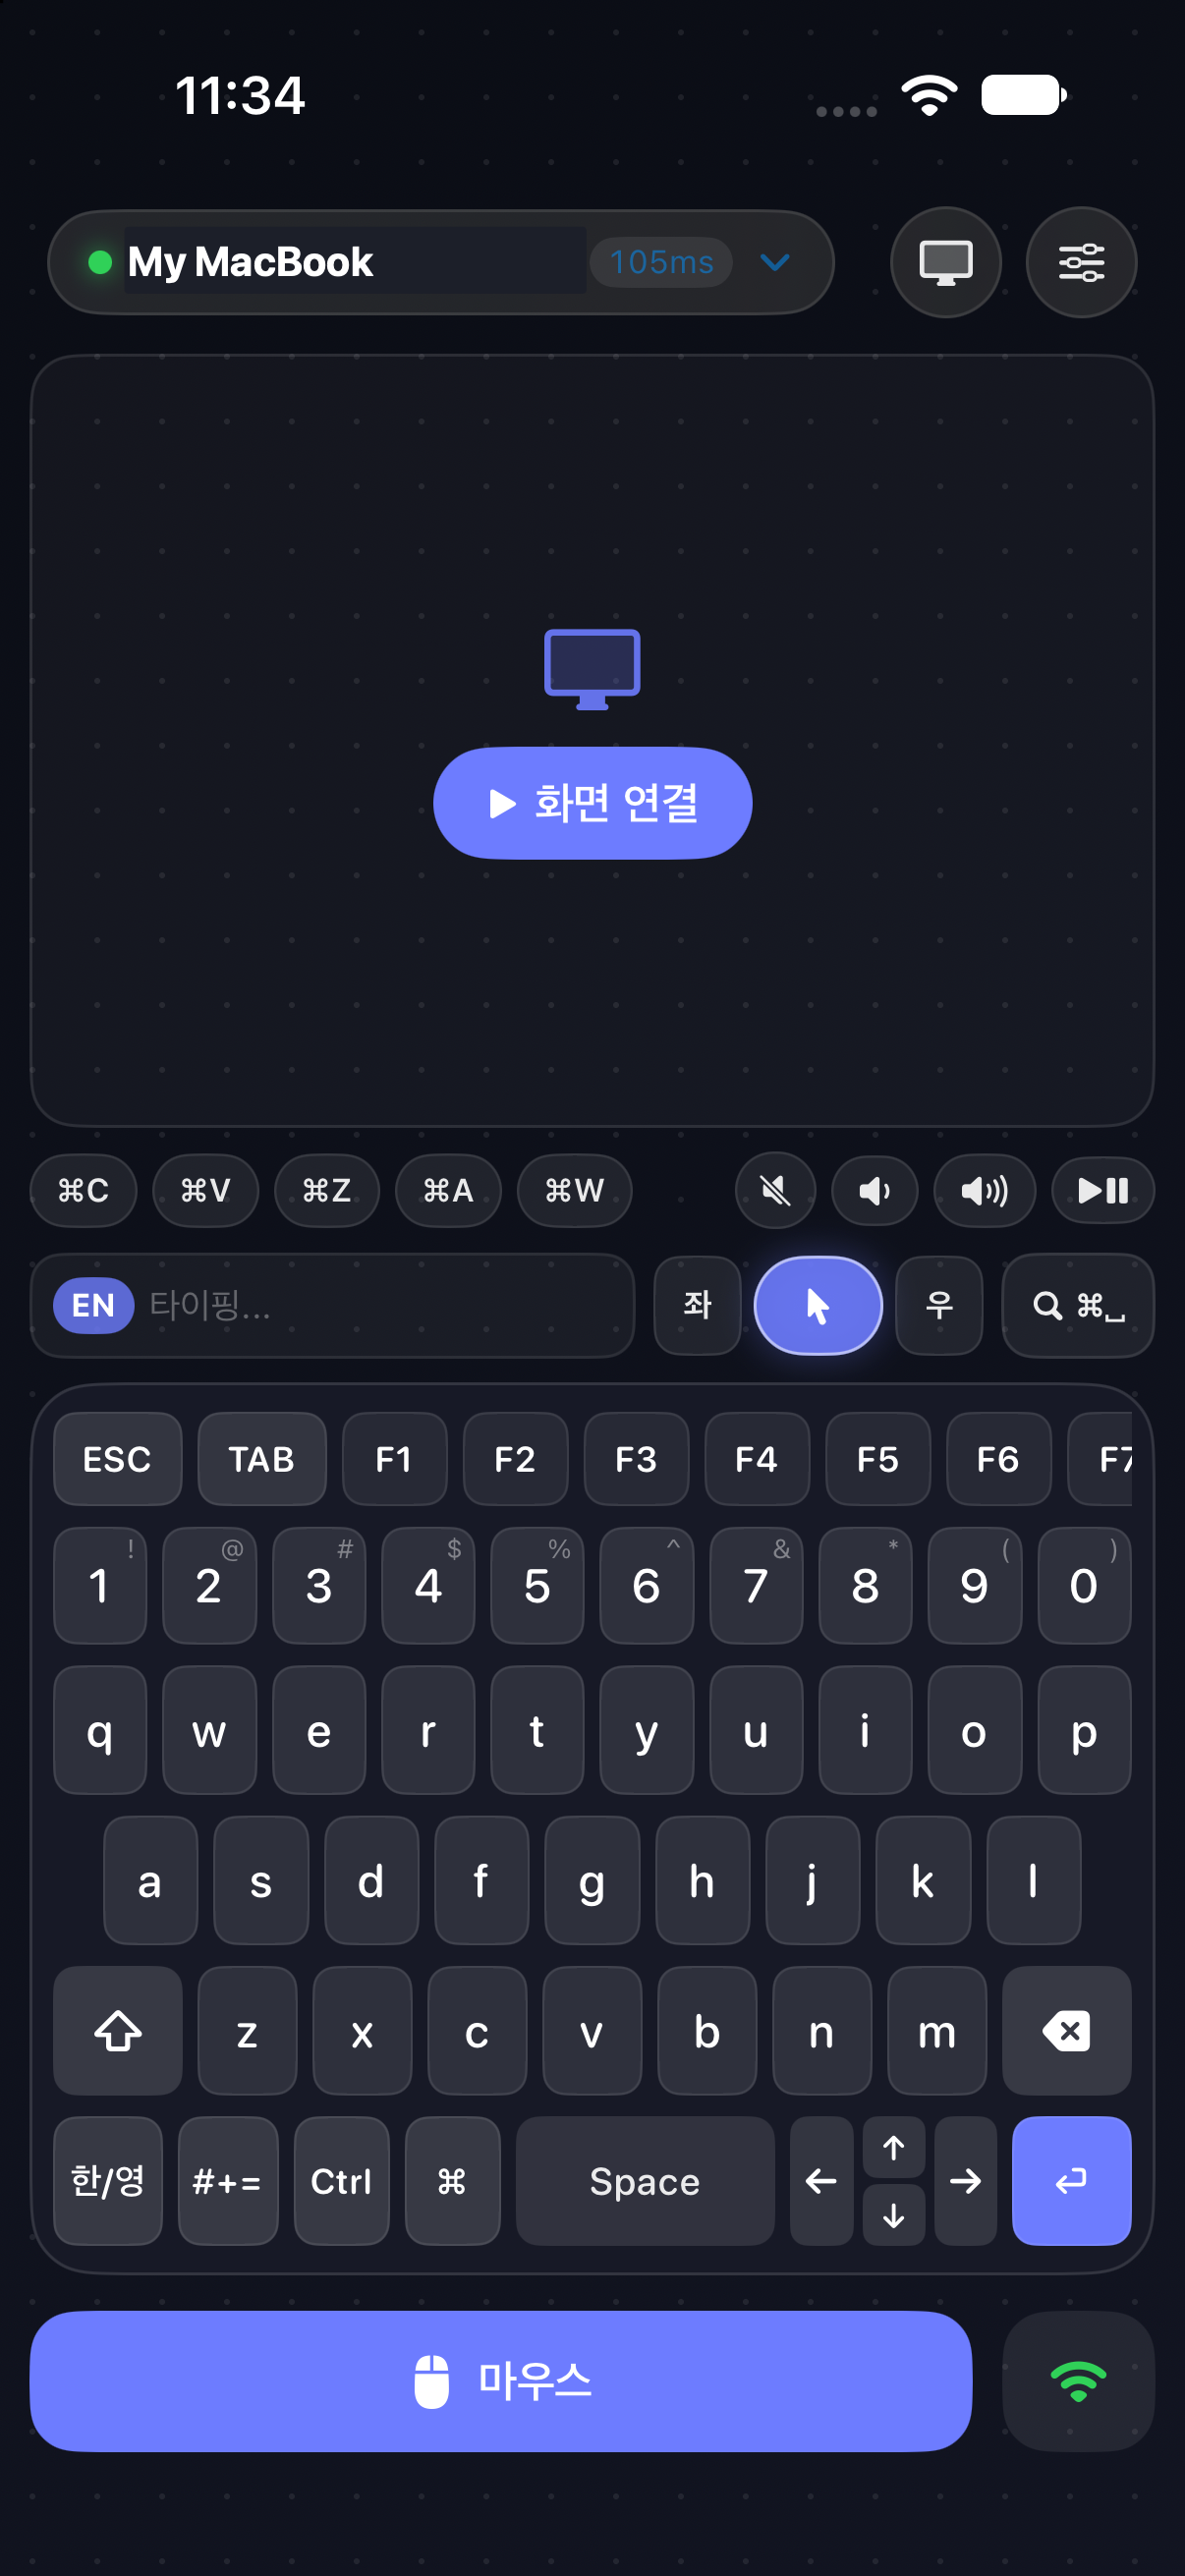 11:34
My MacBook 105ms
화면 연결
⌘C ⌘V ⌘Z ⌘A ⌘W
EN 타이핑... 좌 우 ⌘⎵
ESC TAB F1 F2 F3 F4 F5 F6 F7
! @ # $ % ^ & * ( )
1 2 3 4 5 6 7 8 9 0
q w e r t y u i o p
a s d f g h j k l
z x c v b n m
한/영 #+= Ctrl ⌘ Space ← ↑ ↓ →
마우스